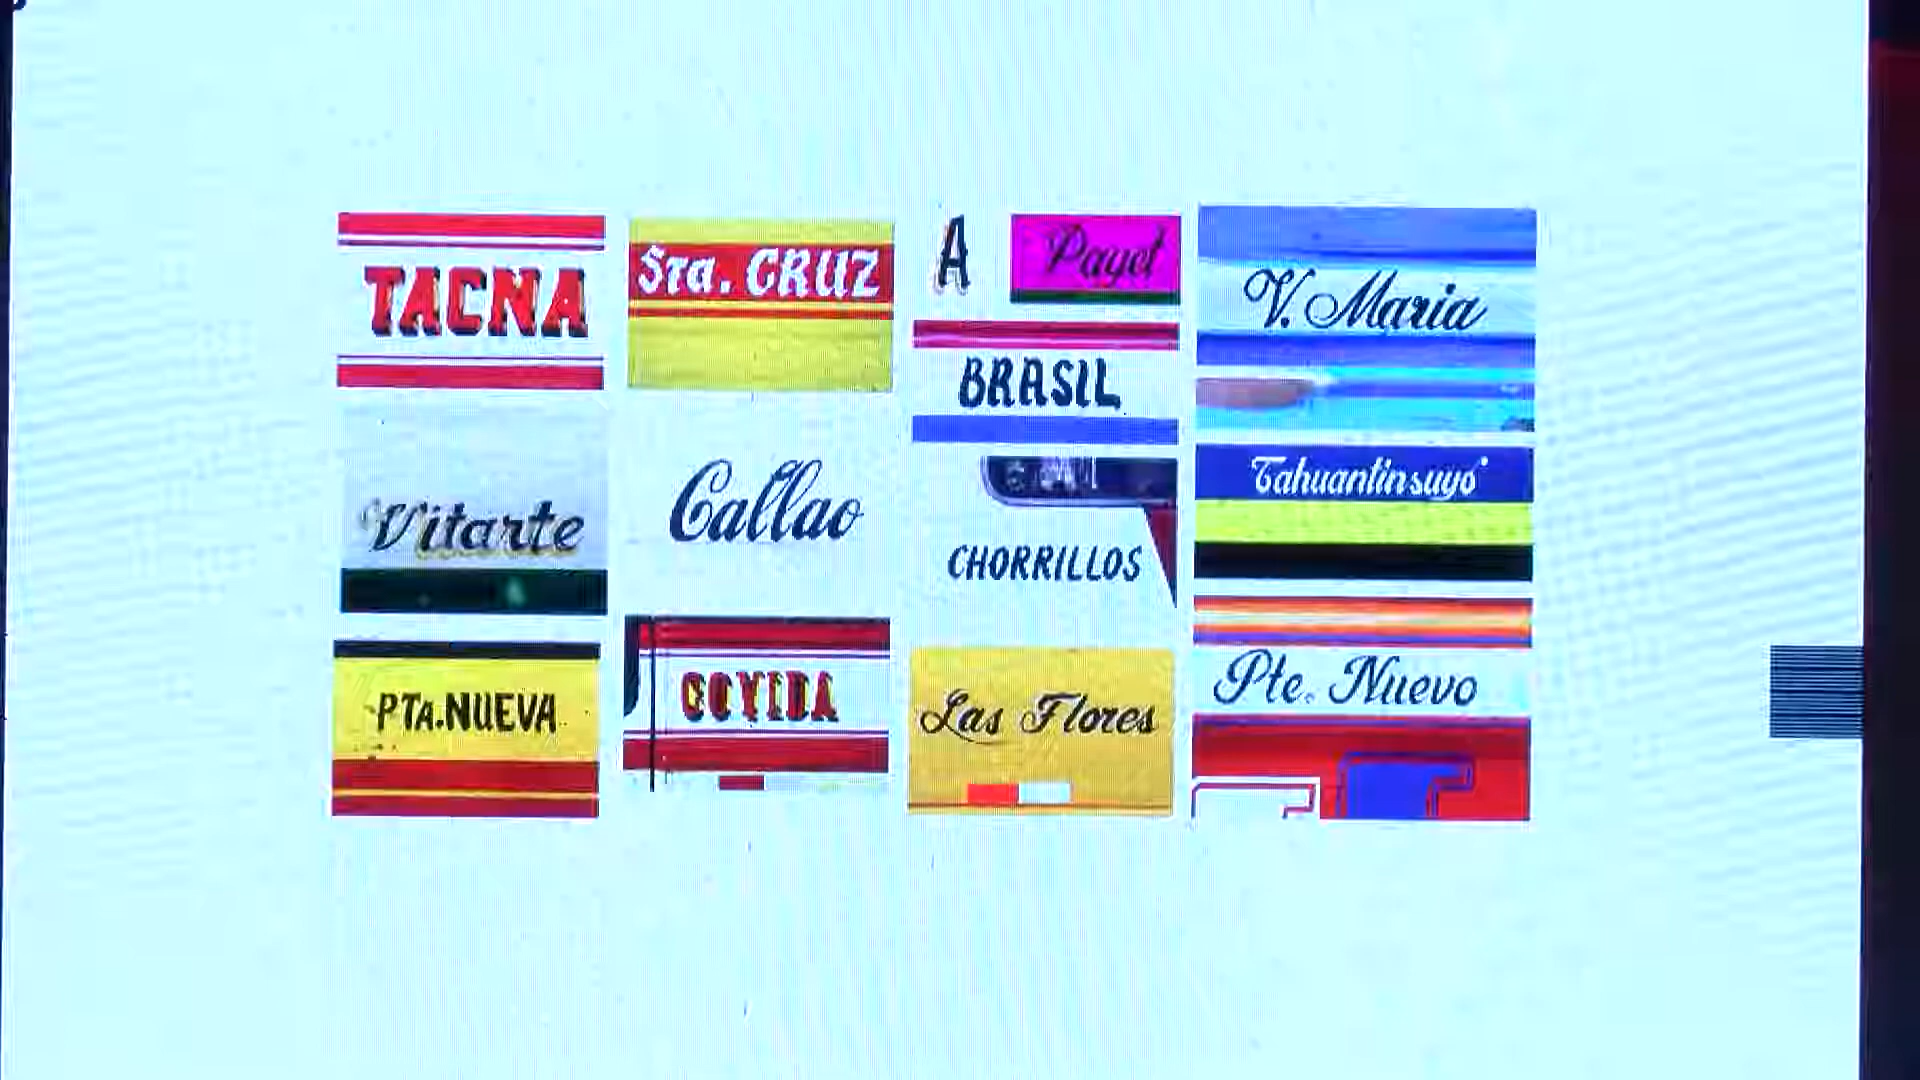 TACNA
Sta. CRUZ
A
Payet
BRASIL
V. Maria
Vitarte
Callao
CHORRILLOS
Tahuantinsuyo
PTA.NUEVA
COVIDA
Las Flores
Pte. Nuevo